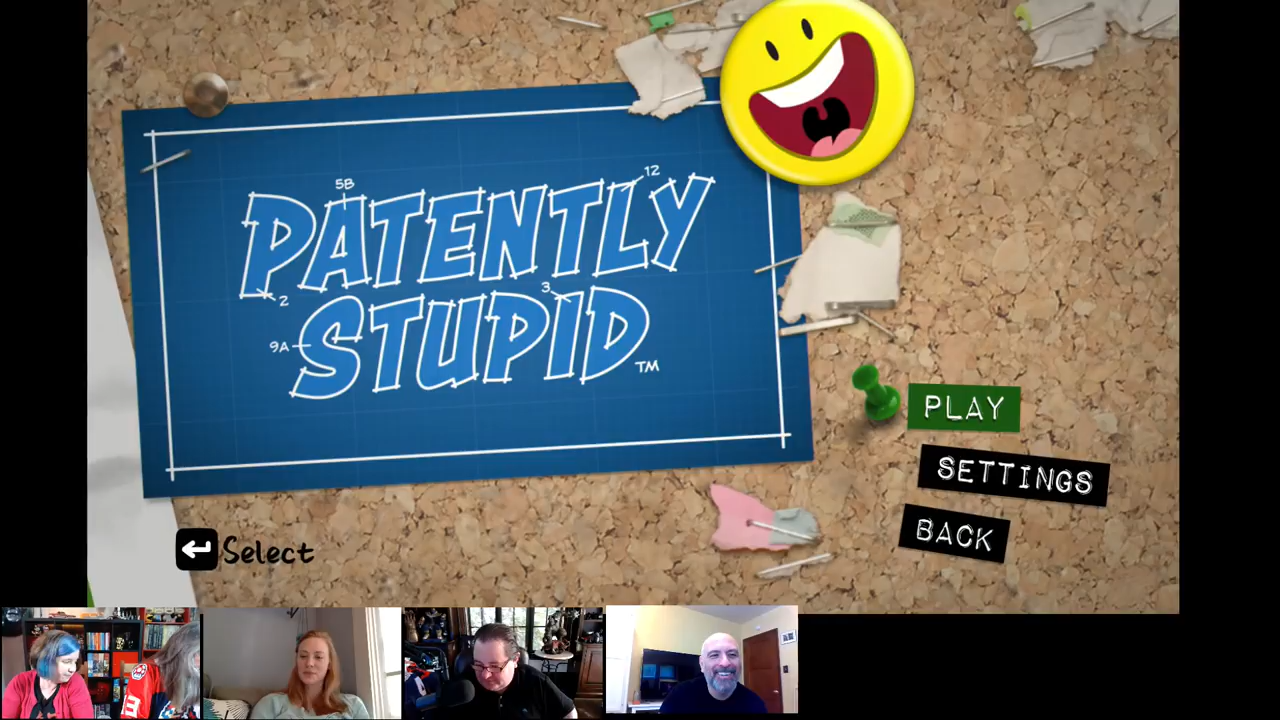 5B
12
PATENTLY
2
3
STUPID
9A
TM
PLAY
SETTINGS
BACK
Select